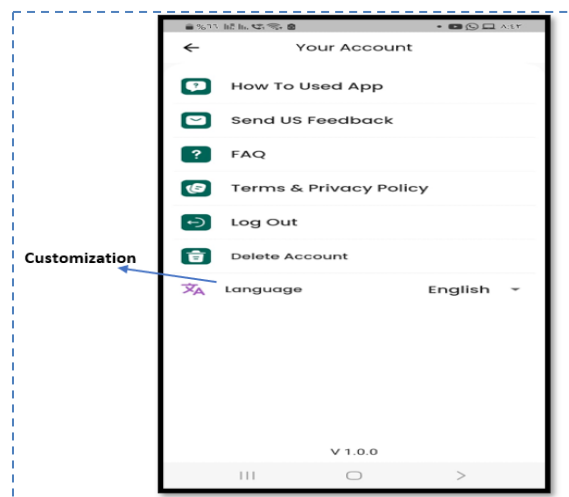 Your Account
How To Used App
Send US Feedback
FAQ
Terms & Privacy Policy
Log Out
Customization
Delete Account
Language English
V 1.0.0